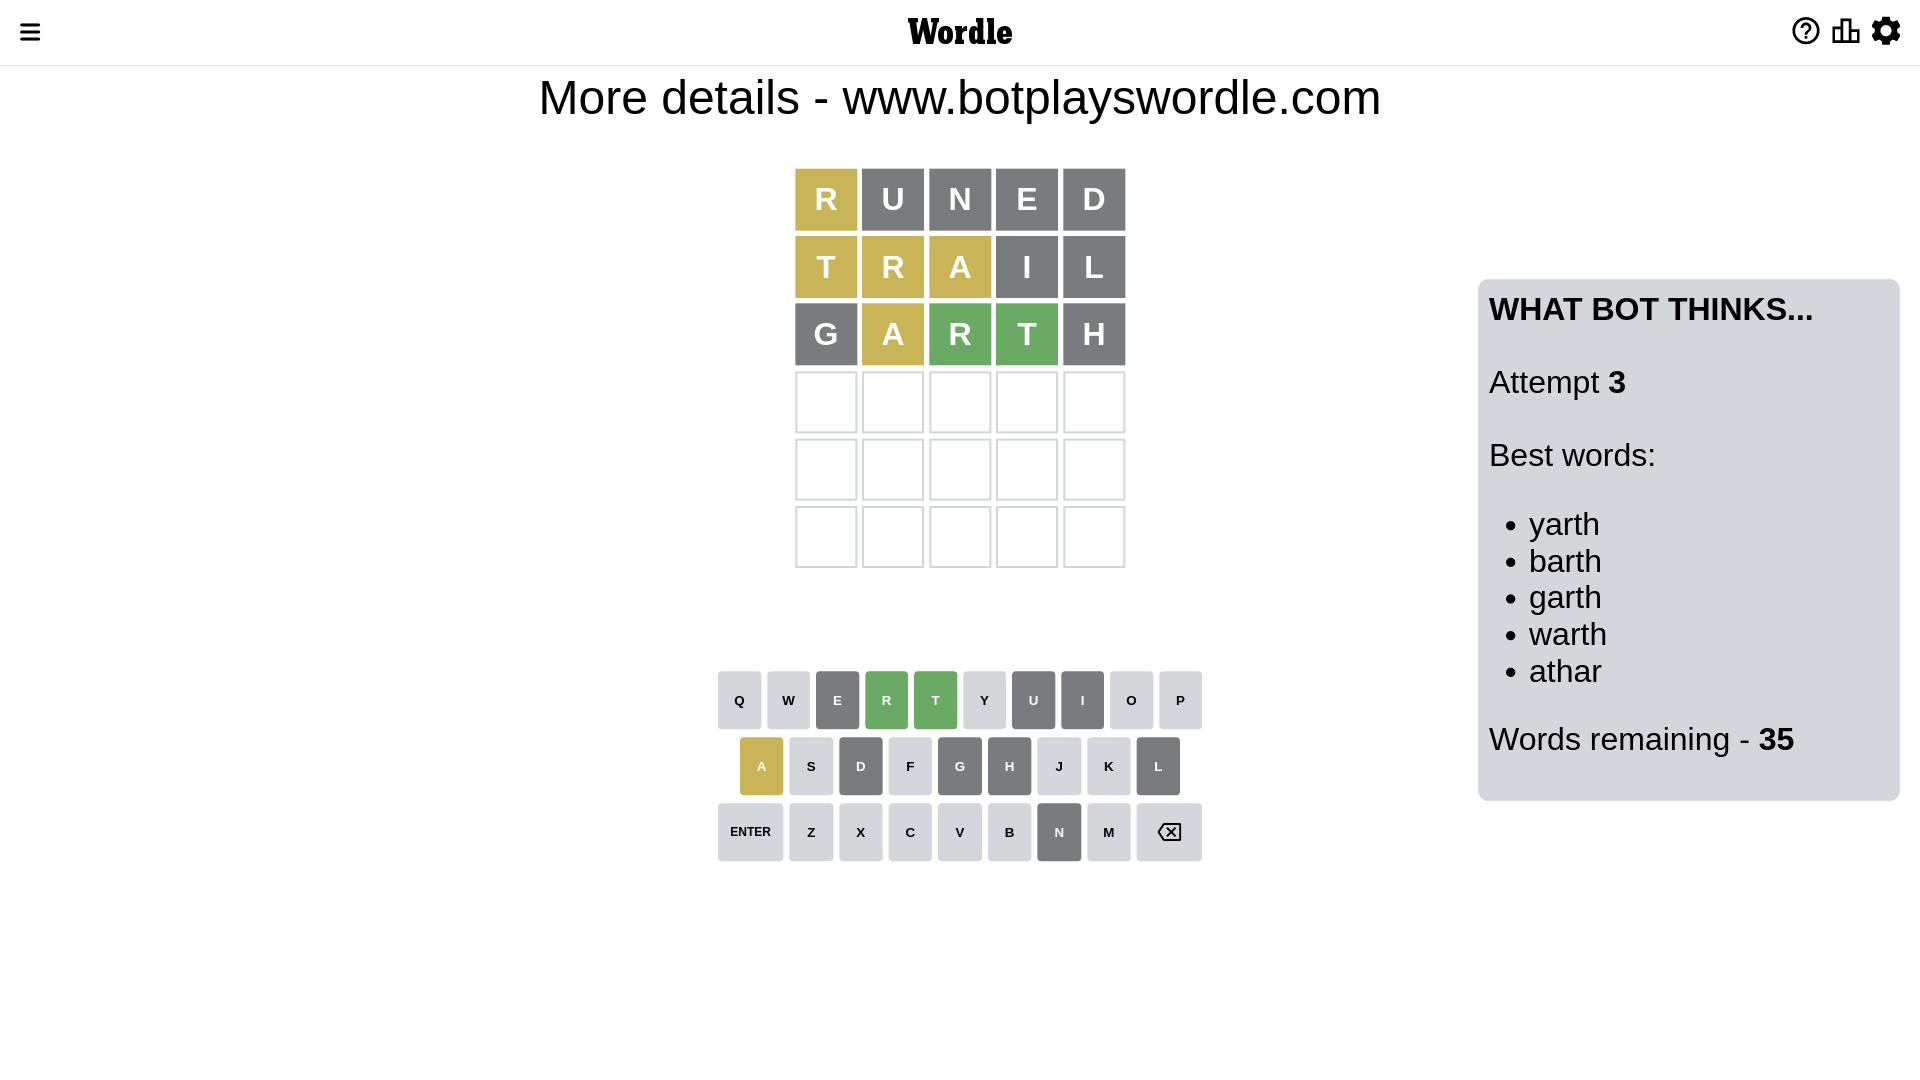 Wordle
More details - www.botplayswordle.com
R U N E D
T R A I L
G A R T H
WHAT BOT THINKS...
Attempt 3
Best words:
• yarth
• barth
• garth
• warth
• athar
Words remaining - 35
Q W E R T Y U I O P
A S D F G H J K L
ENTER Z X C V B N M